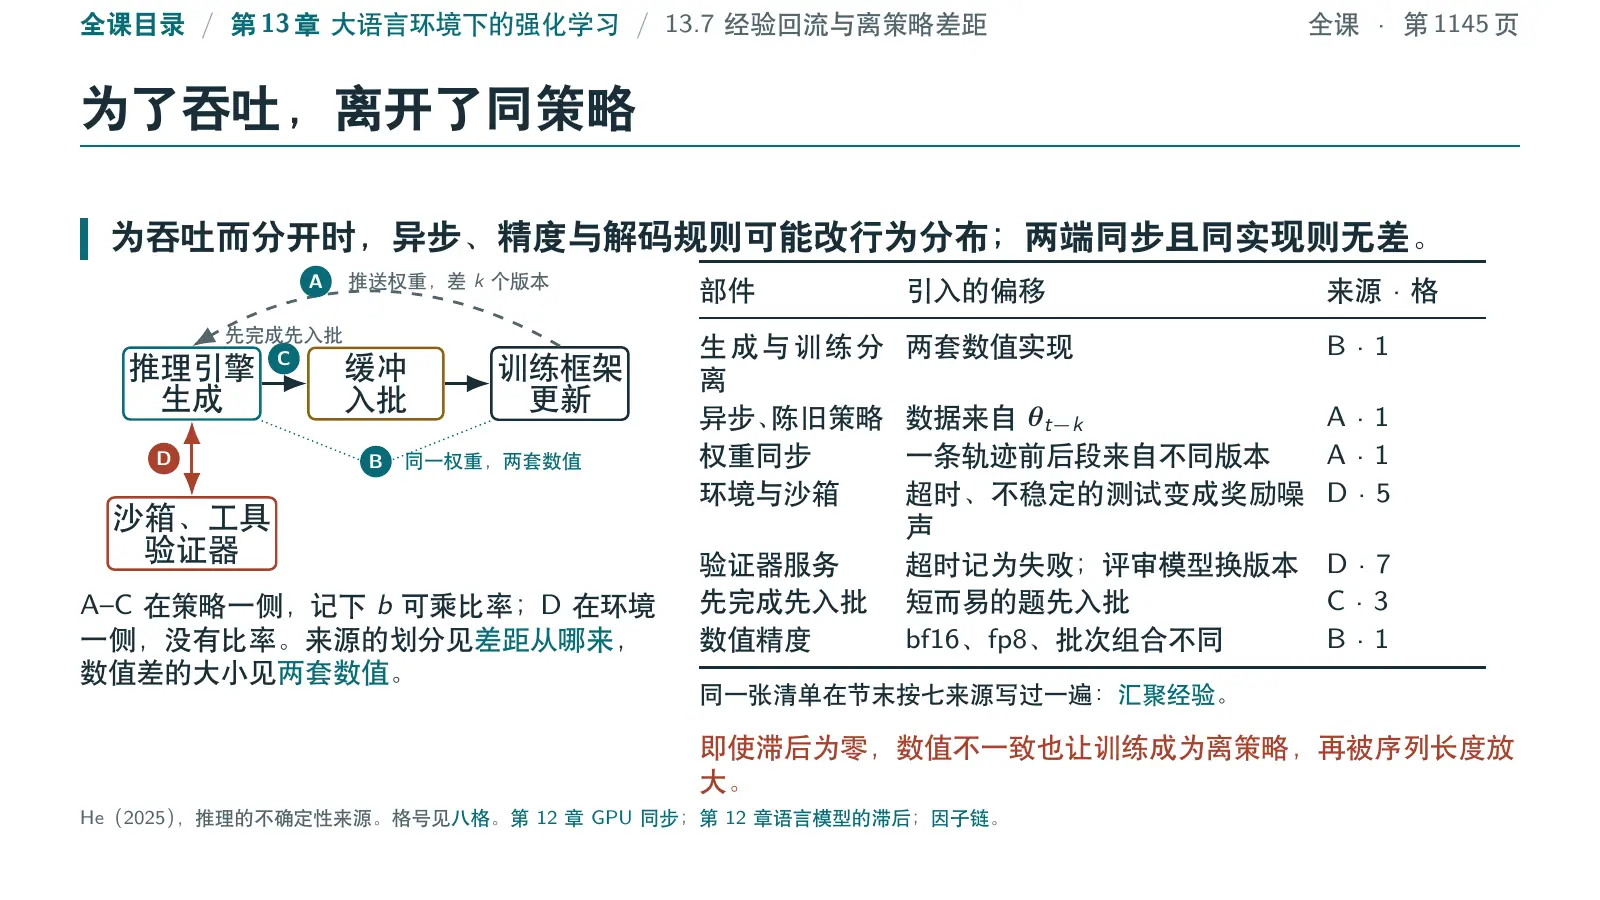 全课目录 / 第13章 大语言环境下的强化学习 / 13.7 经验回流与离策略差距
全课 · 第1145页
为了吞吐，离开了同策略
为吞吐而分开时，异步、精度与解码规则可能改行为分布；两端同步且同实现则无差。
A 推送权重，差 k 个版本
先完成先入批
C
推理引擎
生成
缓冲
入批
训练框架
更新
D
B 同一权重，两套数值
沙箱、工具
验证器
A–C 在策略一侧，记下 b 可乘比率；D 在环境
一侧，没有比率。来源的划分见差距从哪来，
数值差的大小见两套数值。
部件 引入的偏移 来源 · 格
生成与训练分 两套数值实现 B · 1
离
异步、陈旧策略 数据来自 θ_{t−k} A · 1
权重同步 一条轨迹前后段来自不同版本 A · 1
环境与沙箱 超时、不稳定的测试变成奖励噪 D · 5
声
验证器服务 超时记为失败；评审模型换版本 D · 7
先完成先入批 短而易的题先入批 C · 3
数值精度 bf16、fp8、批次组合不同 B · 1
同一张清单在节末按七来源写过一遍：汇聚经验。
即使滞后为零，数值不一致也让训练成为离策略，再被序列长度放
大。
He (2025)，推理的不确定性来源。格号见八格。第 12 章 GPU 同步；第 12 章语言模型的滞后；因子链。